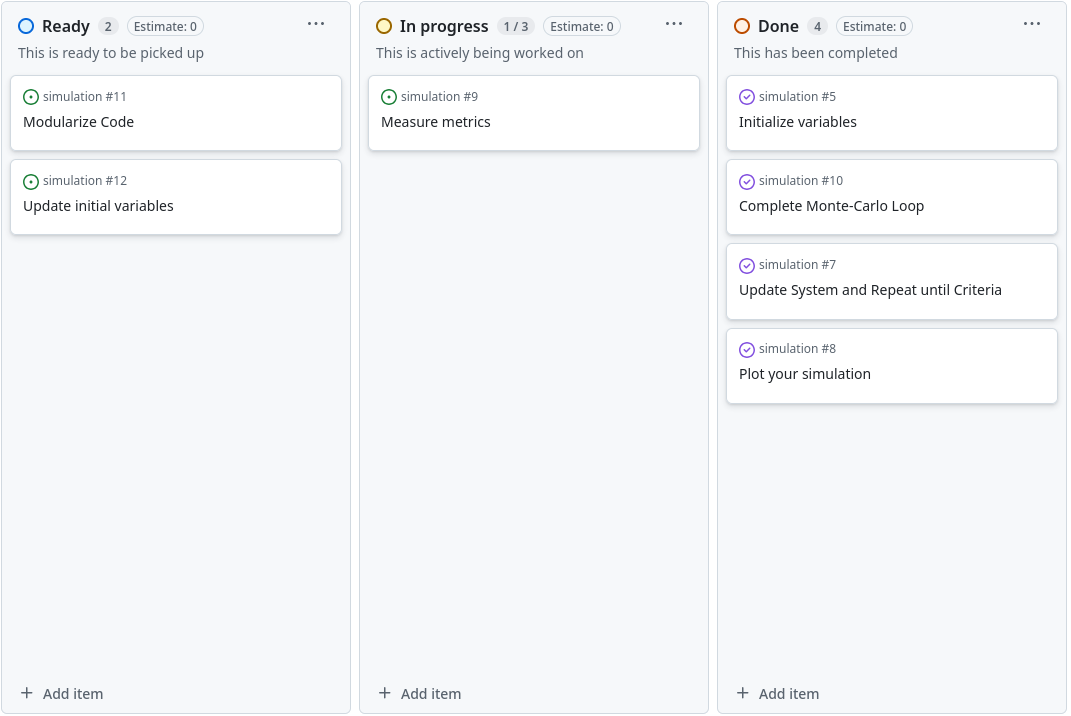 Ready 2 Estimate: 0
This is ready to be picked up
simulation #11
Modularize Code
simulation #12
Update initial variables
+ Add item
In progress 1 / 3 Estimate: 0
This is actively being worked on
simulation #9
Measure metrics
+ Add item
Done 4 Estimate: 0
This has been completed
simulation #5
Initialize variables
simulation #10
Complete Monte-Carlo Loop
simulation #7
Update System and Repeat until Criteria
simulation #8
Plot your simulation
+ Add item